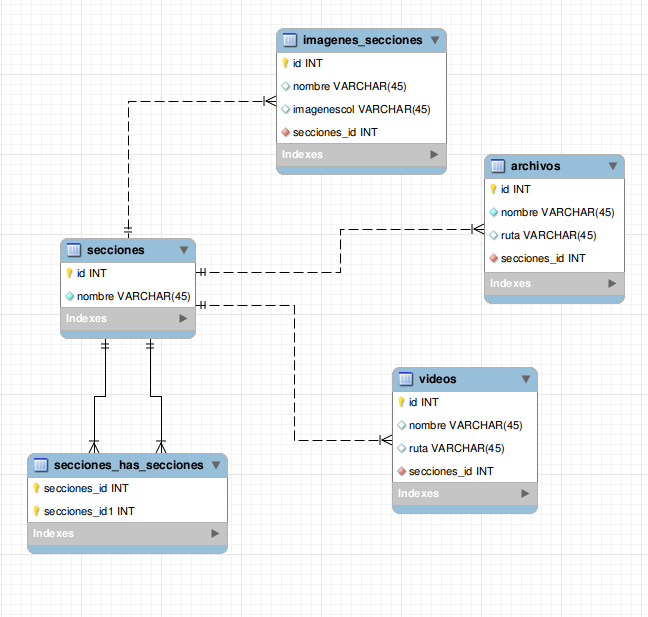 imagenes_secciones
id INT
nombre VARCHAR(45)
imagenescol VARCHAR(45)
secciones_id INT
Indexes
archivos
id INT
nombre VARCHAR(45)
ruta VARCHAR(45)
secciones_id INT
Indexes
secciones
id INT
nombre VARCHAR(45)
Indexes
videos
id INT
nombre VARCHAR(45)
ruta VARCHAR(45)
secciones_id INT
Indexes
secciones_has_secciones
secciones_id INT
secciones_id1 INT
Indexes